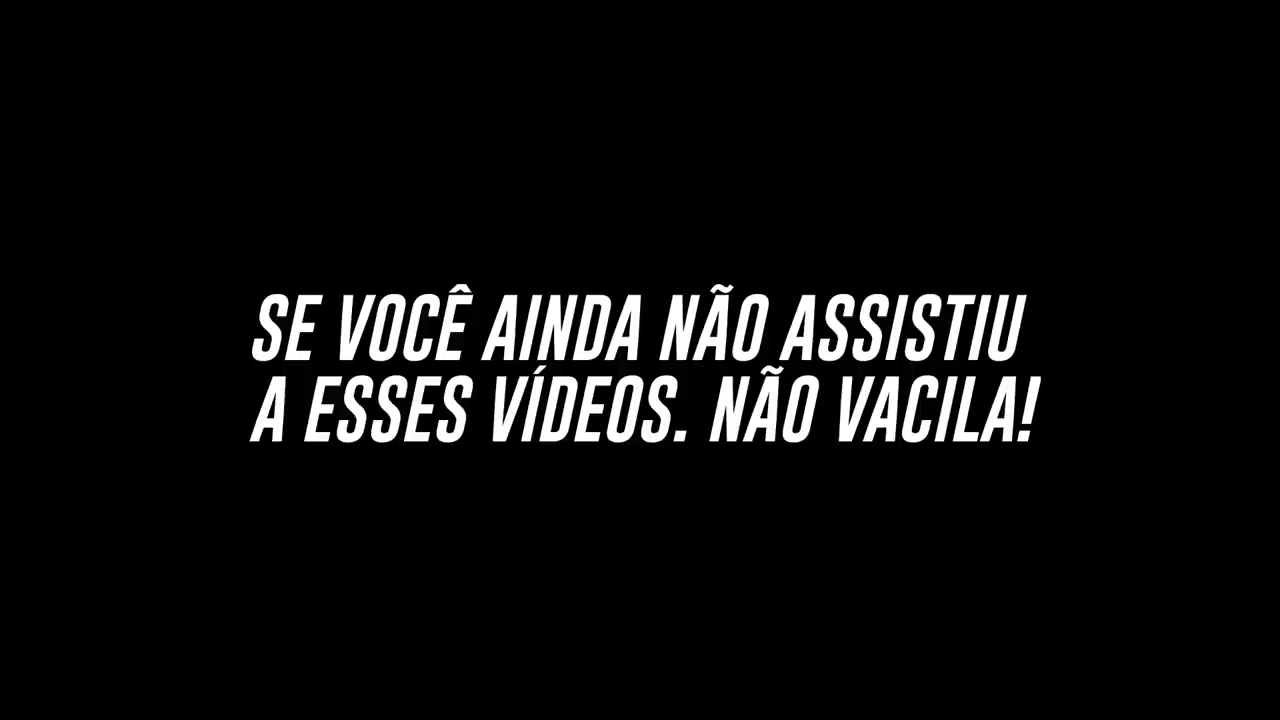 SE VOCÊ AINDA NÃO ASSISTIU
A ESSES VÍDEOS. NÃO VACILA!